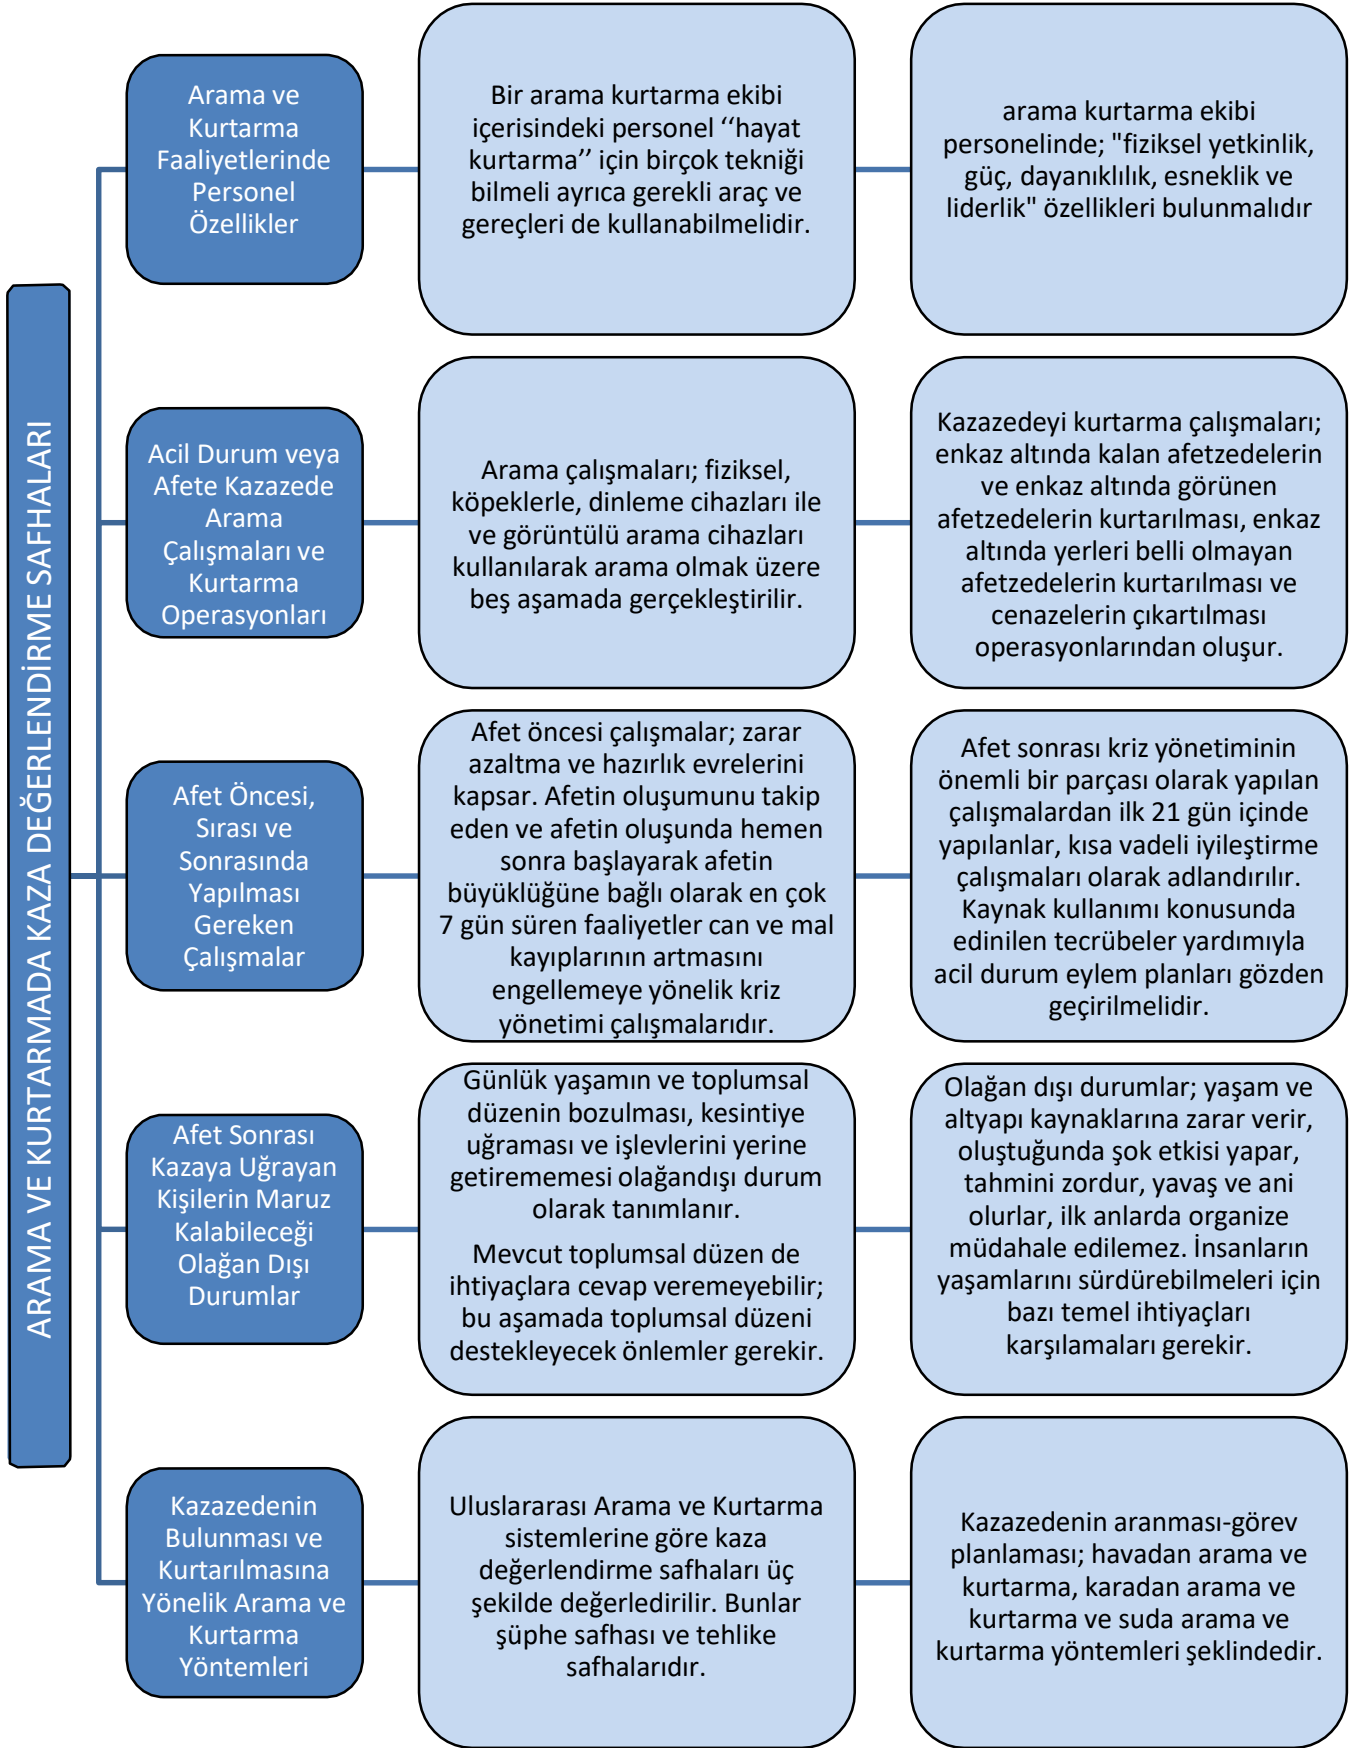 ARAMA VE KURTARMADA KAZA DEĞERLENDİRME SAFHALARI
Arama ve
Kurtarma
Faaliyetlerinde
Personel
Özellikler
Bir arama kurtarma ekibi
içerisindeki personel ‘‘hayat
kurtarma’’ için birçok tekniği
bilmeli ayrıca gerekli araç ve
gereçleri de kullanabilmelidir.
arama kurtarma ekibi
personelinde; "fiziksel yetkinlik,
güç, dayanıklılık, esneklik ve
liderlik" özellikleri bulunmalıdır
Acil Durum veya
Afete Kazazede
Arama
Çalışmaları ve
Kurtarma
Operasyonları
Arama çalışmaları; fiziksel,
köpeklerle, dinleme cihazları ile
ve görüntülü arama cihazları
kullanılarak arama olmak üzere
beş aşamada gerçekleştirilir.
Kazazedeyi kurtarma çalışmaları;
enkaz altında kalan afetzedelerin
ve enkaz altında görünen
afetzedelerin kurtarılması, enkaz
altında yerleri belli olmayan
afetzedelerin kurtarılması ve
cenazelerin çıkartılması
operasyonlarından oluşur.
Afet Öncesi,
Sırası ve
Sonrasında
Yapılması
Gereken
Çalışmalar
Afet öncesi çalışmalar; zarar
azaltma ve hazırlık evrelerini
kapsar. Afetin oluşumunu takip
eden ve afetin oluşunda hemen
sonra başlayarak afetin
büyüklüğüne bağlı olarak en çok
7 gün süren faaliyetler can ve mal
kayıplarının artmasını
engellemeye yönelik kriz
yönetimi çalışmalarıdır.
Afet sonrası kriz yönetiminin
önemli bir parçası olarak yapılan
çalışmalardan ilk 21 gün içinde
yapılanlar, kısa vadeli iyileştirme
çalışmaları olarak adlandırılır.
Kaynak kullanımı konusunda
edinilen tecrübeler yardımıyla
acil durum eylem planları gözden
geçirilmelidir.
Afet Sonrası
Kazaya Uğrayan
Kişilerin Maruz
Kalabileceği
Olağan Dışı
Durumlar
Günlük yaşamın ve toplumsal
düzenin bozulması, kesintiye
uğraması ve işlevlerini yerine
getirememesi olağandışı durum
olarak tanımlanır.
Mevcut toplumsal düzen de
ihtiyaçlara cevap veremeyebilir;
bu aşamada toplumsal düzeni
destekleyecek önlemler gerekir.
Olağan dışı durumlar; yaşam ve
altyapı kaynaklarına zarar verir,
oluştuğunda şok etkisi yapar,
tahmini zordur, yavaş ve ani
olurlar, ilk anlarda organize
müdahale edilemez. İnsanların
yaşamlarını sürdürebilmeleri için
bazı temel ihtiyaçları
karşılamaları gerekir.
Kazazedenin
Bulunması ve
Kurtarılmasına
Yönelik Arama ve
Kurtarma
Yöntemleri
Uluslararası Arama ve Kurtarma
sistemlerine göre kaza
değerlendirme safhaları üç
şekilde değerledirilir. Bunlar
şüphe safhası ve tehlike
safhalarıdır.
Kazazedenin aranması-görev
planlaması; havadan arama ve
kurtarma, karadan arama ve
kurtarma ve suda arama ve
kurtarma yöntemleri şeklindedir.